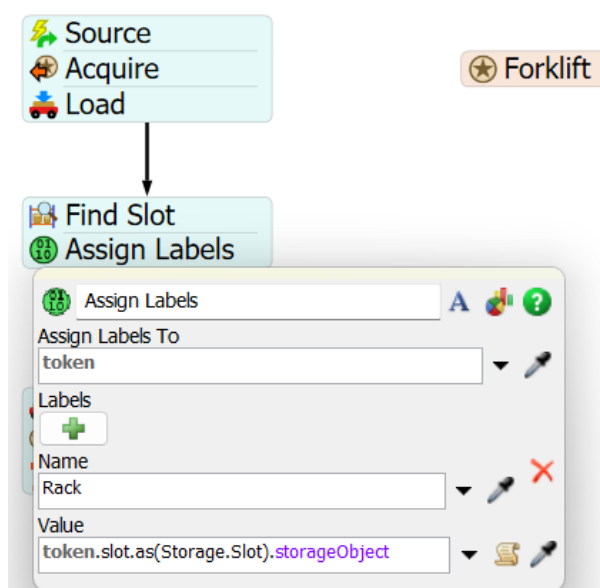 Source
Acquire
Forklift
Load
Find Slot
Assign Labels
Assign Labels
Assign Labels To
token
Labels
Name
Rack
Value
token.slot.as(Storage.Slot).storageObject